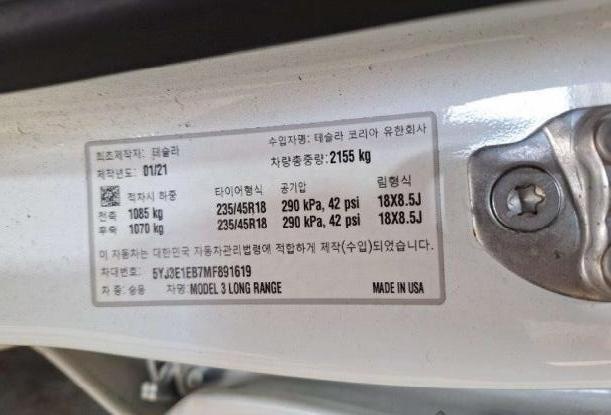 최초제작자: 테슬라 수입자명: 테슬라 코리아 유한회사
제작년도: 01/21 차량총중량: 2155 kg
적차시 하중 타이어형식 공기압 림형식
전축 1085 kg 235/45R18 290 kPa, 42 psi 18X8.5J
후축 1070 kg 235/45R18 290 kPa, 42 psi 18X8.5J
이 자동차는 대한민국 자동차관리법령에 적합하게 제작(수입)되었습니다.
차대번호: 5YJ3E1EB7MF891619
차 종: 승용 차명: MODEL 3 LONG RANGE MADE IN USA